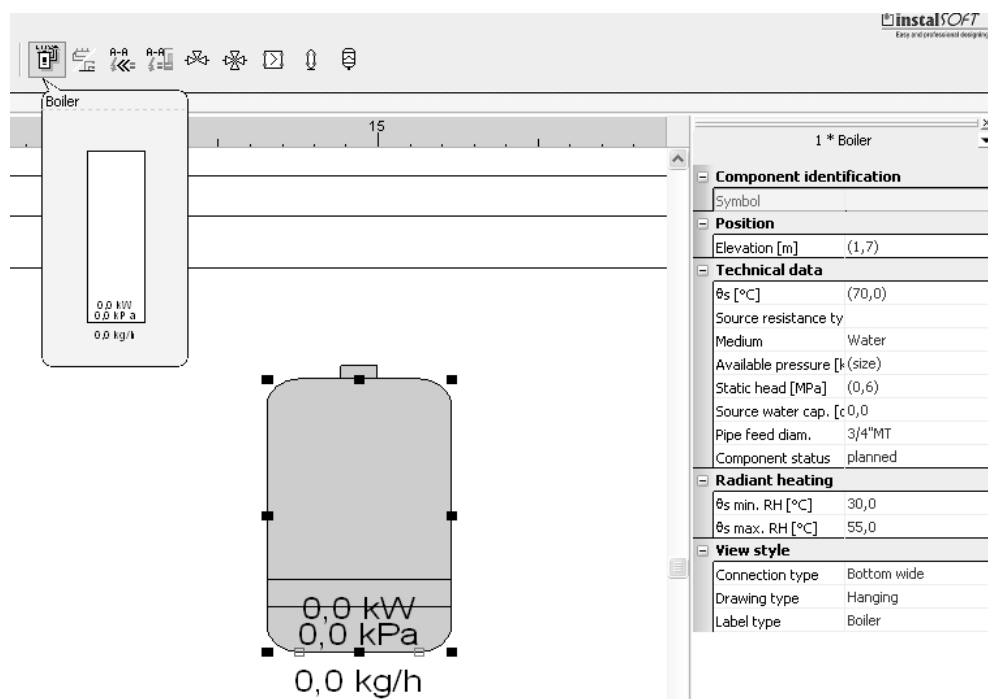 instalSOFT
Easy and professional designing
A-A
A-A
Boiler
15
0,0 kW
0,0 kPa
0,0 kg/h
0,0 kW
0,0 kPa
0,0 kg/h
1 * Boiler
Component identification
Symbol
Position
Elevation [m] (1,7)
Technical data
θs [°C] (70,0)
Source resistance ty
Medium Water
Available pressure [k (size)
Static head [MPa] (0,6)
Source water cap. [c 0,0
Pipe feed diam. 3/4"MT
Component status planned
Radiant heating
θs min. RH [°C] 30,0
θs max. RH [°C] 55,0
View style
Connection type Bottom wide
Drawing type Hanging
Label type Boiler